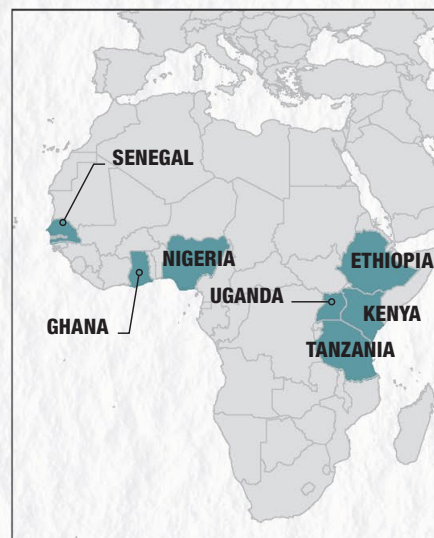 SENEGAL
NIGERIA
ETHIOPIA
UGANDA
KENYA
GHANA
TANZANIA